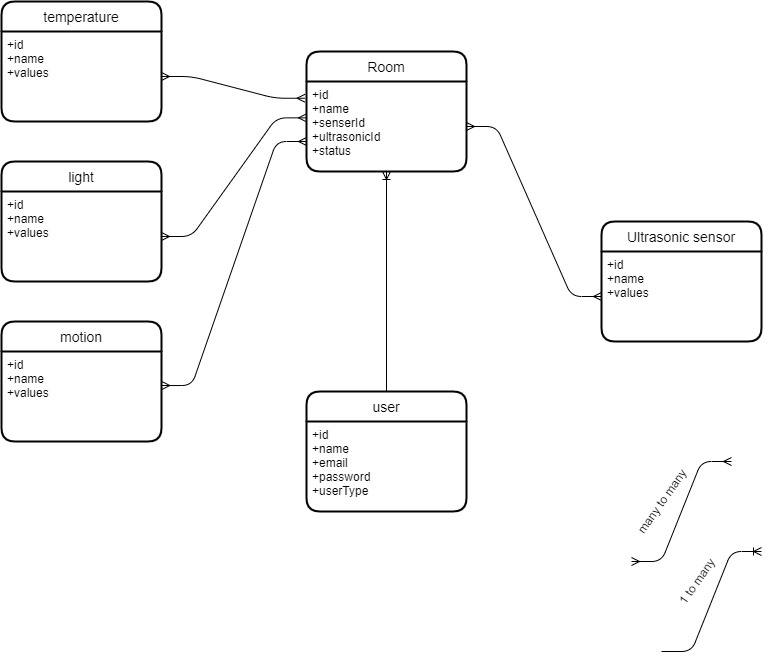 temperature
+id
+name
+values
Room
+id
+name
+senserId
+ultrasonicId
+status
light
+id
+name
+values
Ultrasonic sensor
+id
+name
+values
motion
+id
+name
+values
user
+id
+name
+email
+password
+userType
many to many
1 to many